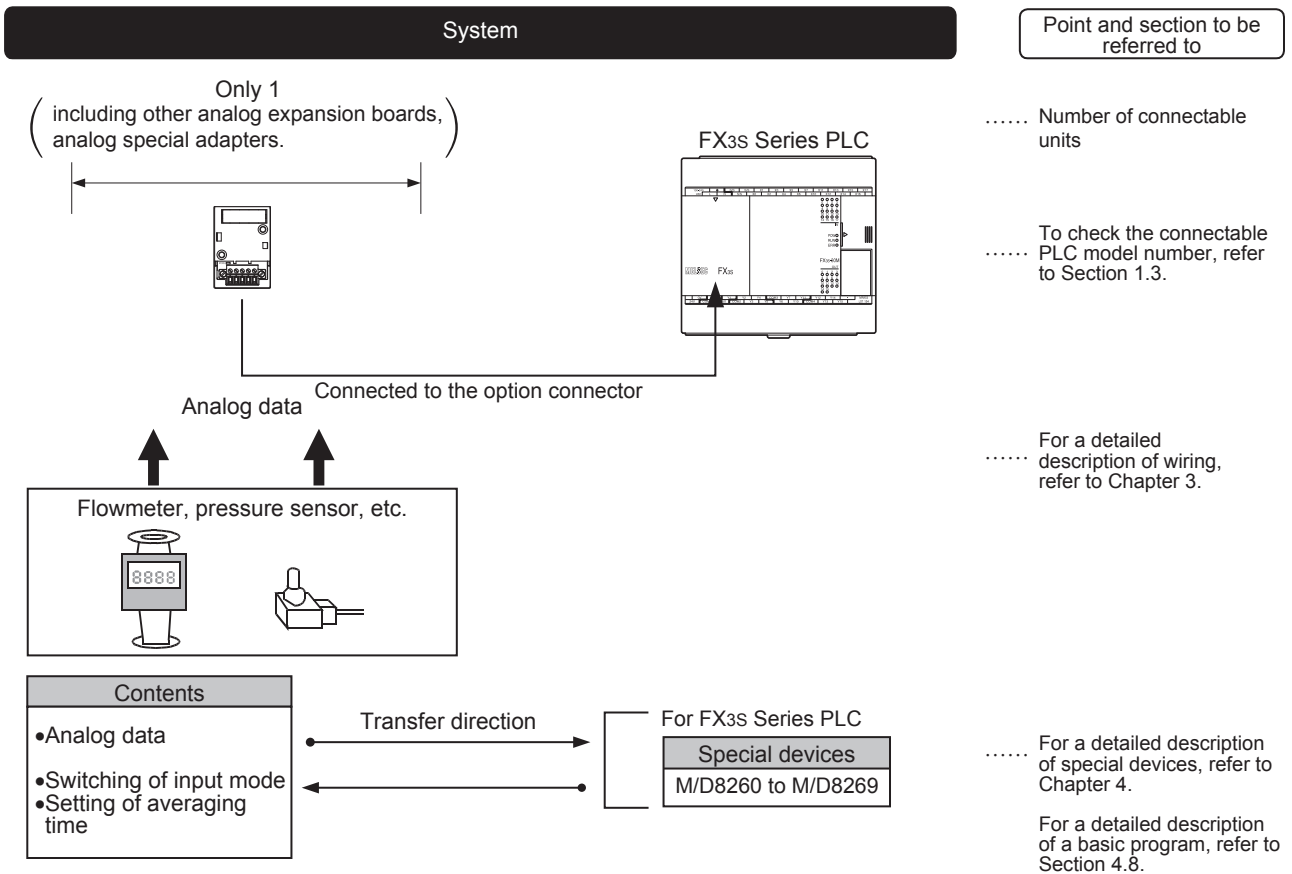 System
Point and section to be
referred to
Only 1
including other analog expansion boards,
analog special adapters.
FX3S Series PLC
...... Number of connectable
units
To check the connectable
...... PLC model number, refer
to Section 1.3.
FX3S
Connected to the option connector
Analog data
For a detailed
...... description of wiring,
refer to Chapter 3.
Flowmeter, pressure sensor, etc.
8888
Contents
•Analog data
•Switching of input mode
•Setting of averaging
time
Transfer direction
For FX3S Series PLC
Special devices
M/D8260 to M/D8269
...... For a detailed description
of special devices, refer to
Chapter 4.
For a detailed description
of a basic program, refer to
Section 4.8.